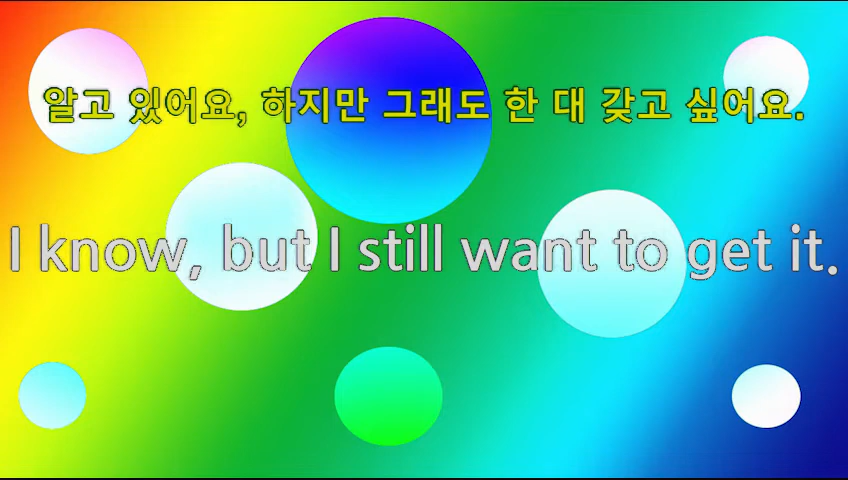 알고 있어요, 하지만 그래도 한 대 갖고 싶어요.
I know, but I still want to get it.